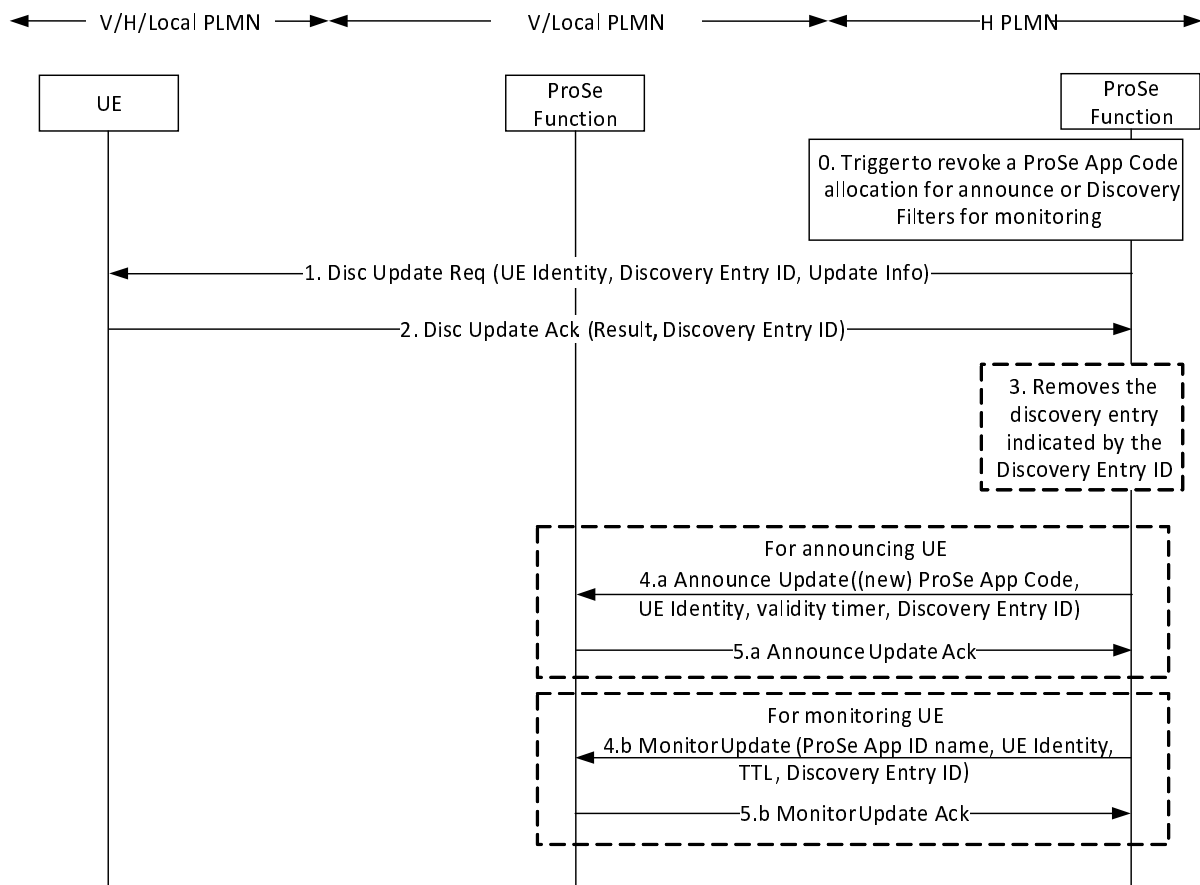 V/H/Local PLMN
V/Local PLMN
H PLMN
UE
ProSe
Function
ProSe
Function
0. Trigger to revoke a ProSe App Code
allocation for announce or Discovery
Filters for monitoring
1. Disc Update Req (UE Identity, Discovery Entry ID, Update Info)
2. Disc Update Ack (Result, Discovery Entry ID)
3. Removes the
discovery entry
indicated by the
Discovery Entry ID
For announcing UE
4.a Announce Update((new) ProSe App Code,
UE Identity, validity timer, Discovery Entry ID)
5.a Announce Update Ack
For monitoring UE
4.b Monitor Update (ProSe App ID name, UE Identity,
TTL, Discovery Entry ID)
5.b Monitor Update Ack